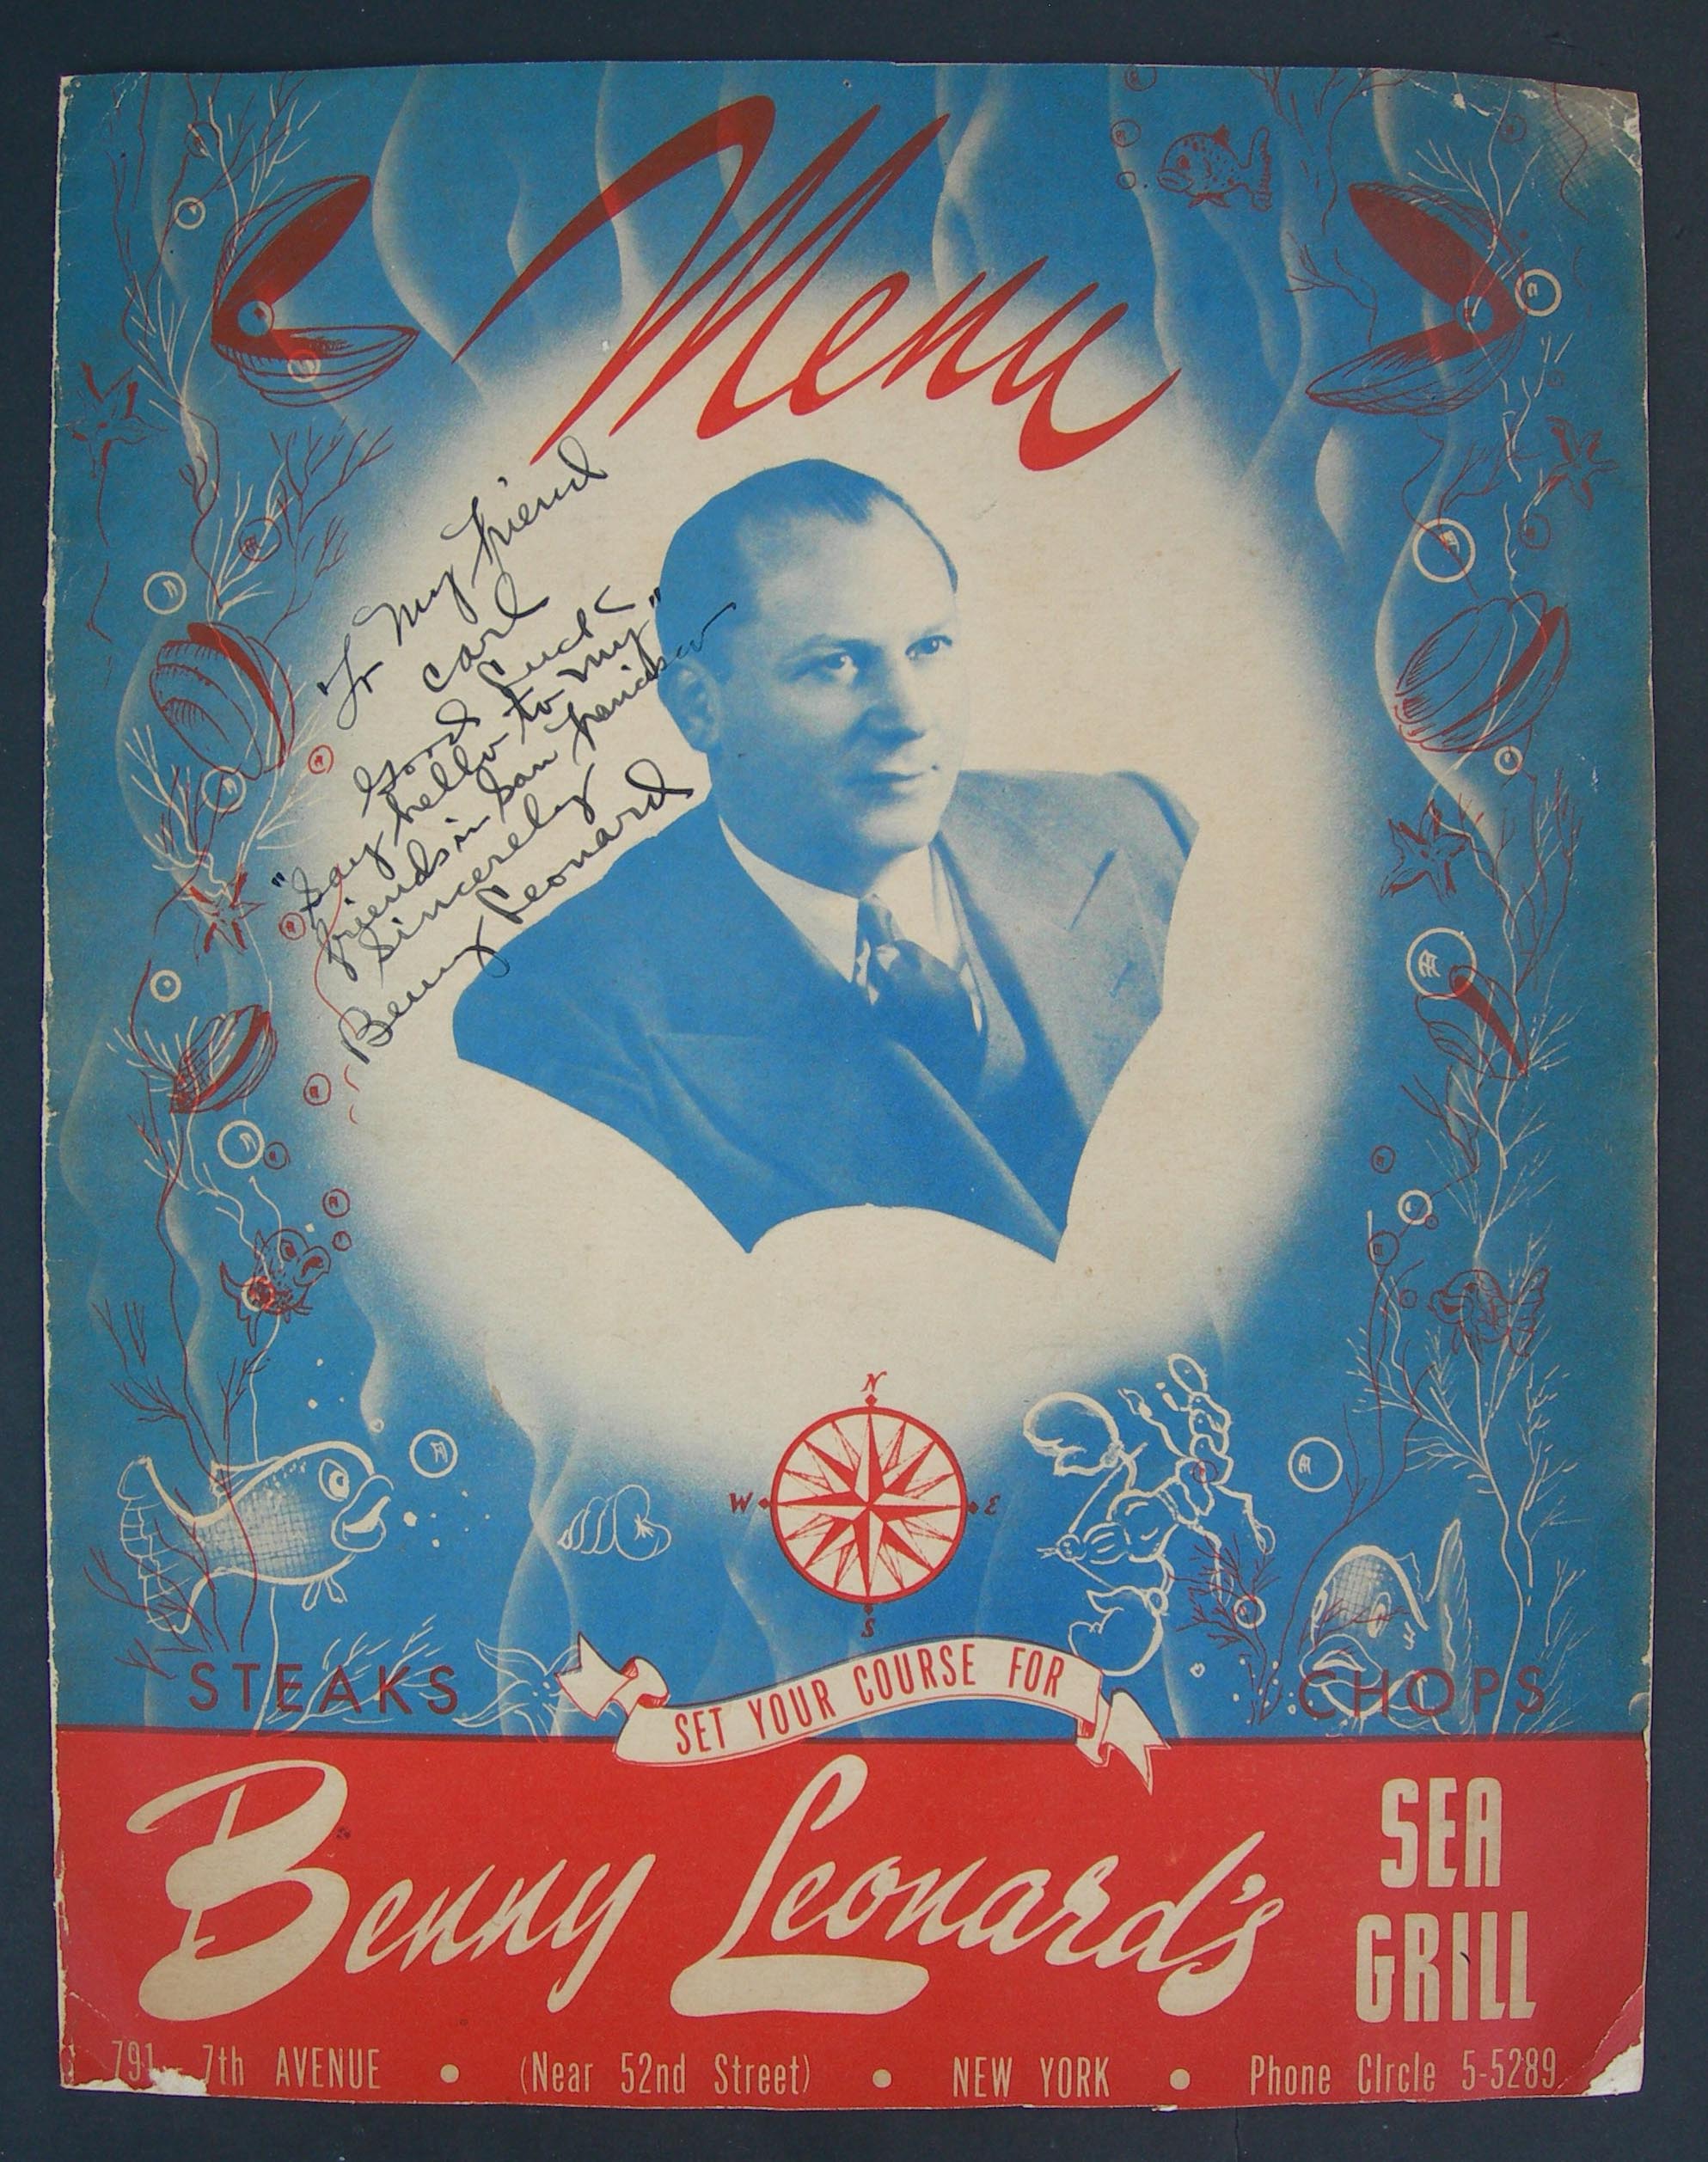 Menu
"To My friend
Carl
Good Luck
"Say hello to my"
friends in San Francisco
Sincerely
Benny Leonard
N
W E
S
STEAKS CHOPS
SET YOUR COURSE FOR
Benny Leonard's
SEA
GRILL
791 - 7th AVENUE • (Near 52nd Street) • NEW YORK • Phone CIrcle 5-5289